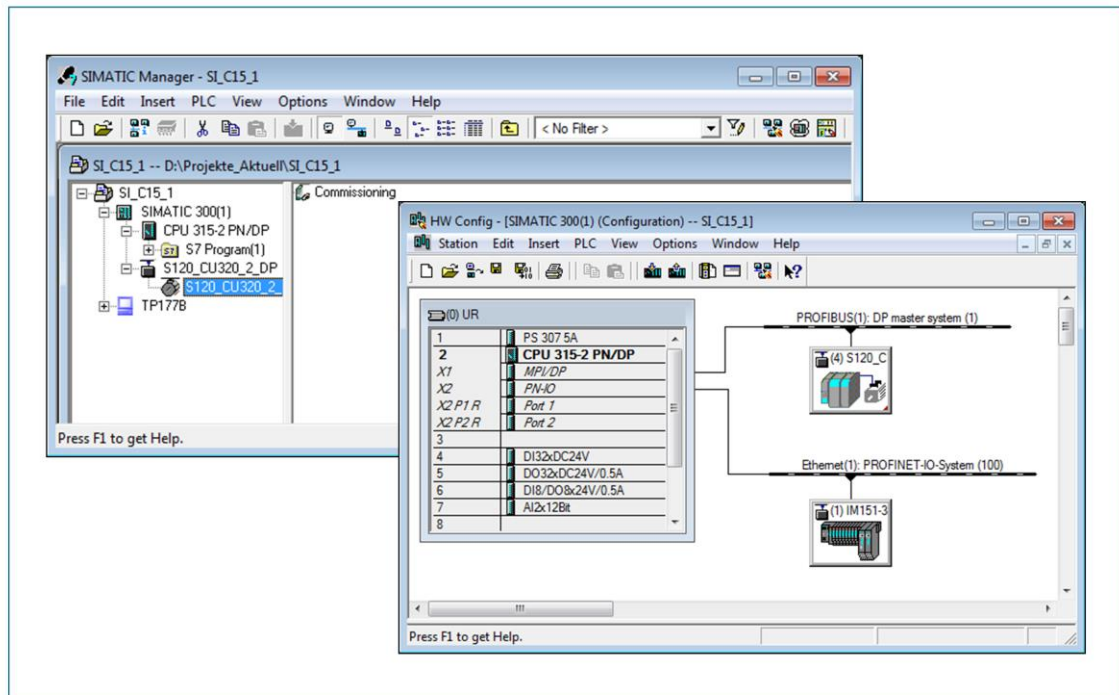 SIMATIC Manager - SI_C15_1
File Edit Insert PLC View Options Window Help
< No Filter >
SI_C15_1 -- D:\Projekte_Aktuell\SI_C15_1
SI_C15_1
SIMATIC 300(1)
CPU 315-2 PN/DP
S7 Program(1)
S120_CU320_2_DP
S120_CU320_2_
TP177B
Commissioning
Press F1 to get Help.
HW Config - [SIMATIC 300(1) (Configuration) -- SI_C15_1]
Station Edit Insert PLC View Options Window Help
(0) UR
1 PS 307 5A
2 CPU 315-2 PN/DP
X1 MPI/DP
X2 PN-IO
X2 P1 R Port 1
X2 P2 R Port 2
3
4 DI32xDC24V
5 DO32xDC24V/0.5A
6 DI8/DO8x24V/0.5A
7 AI2x12Bit
8
PROFIBUS(1): DP master system (1)
(4) S120_C
Ethernet(1): PROFINET-IO-System (100)
(1) IM151-3
Press F1 to get Help.